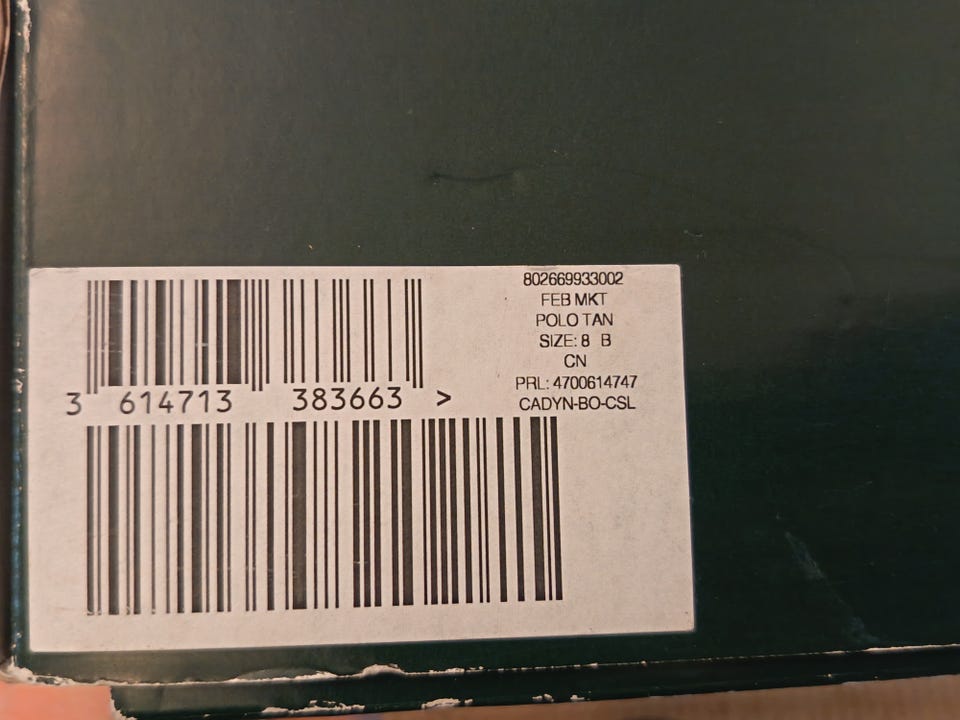 802669933002
FEB MKT
POLO TAN
SIZE: 8 B
CN
PRL: 4700614747
CADYN-BO-CSL
3 614713 383663 >